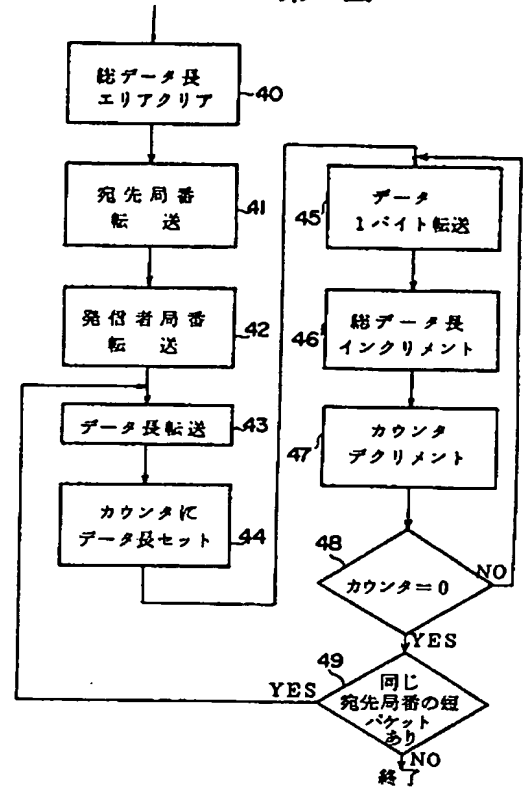 総データ長
エリアクリア
40
宛先局番
転送
41
発信者局番
転送
42
データ長転送
43
カウンタに
データ長セット
44
データ
1バイト転送
45
総データ長
インクリメント
46
カウンタ
デクリメント
47
48
カウンタ=0
NO
YES
49
同じ
宛先局番の短
パケット
あり
YES
NO
終了